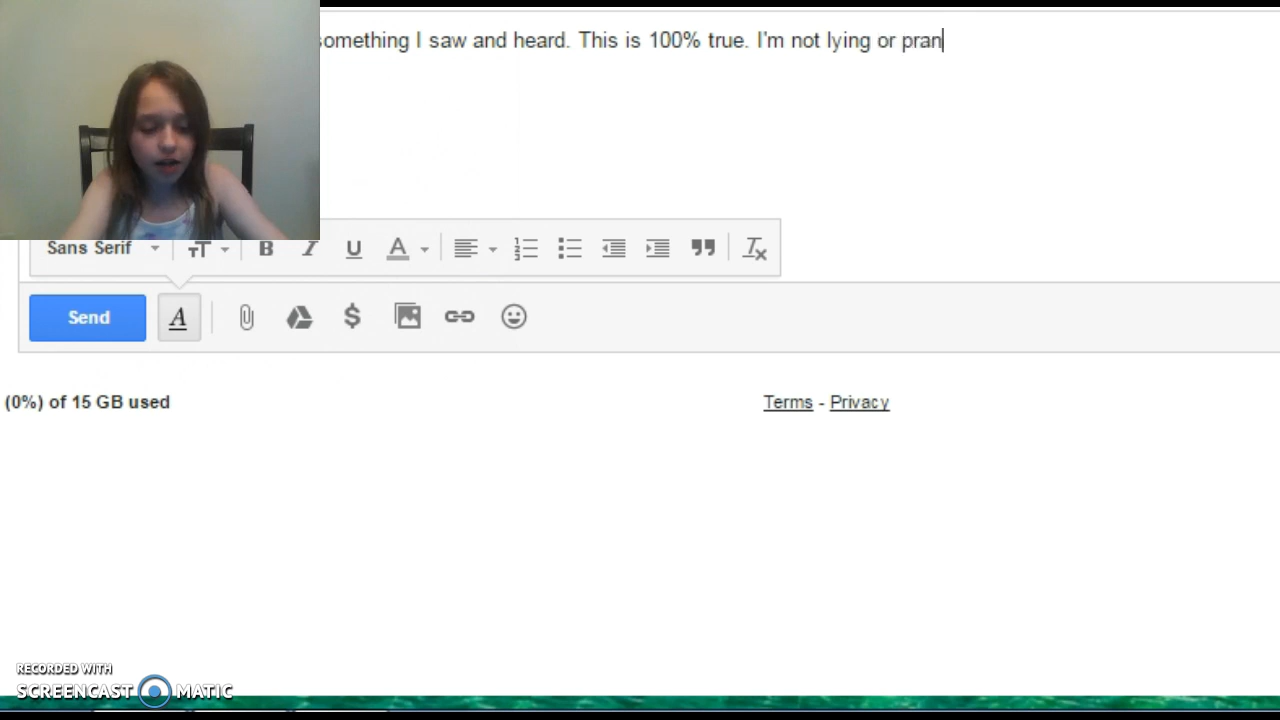 something I saw and heard. This is 100% true. I'm not lying or pran
Sans Serif
Send
(0%) of 15 GB used
Terms - Privacy
RECORDED WITH
SCREENCAST MATIC